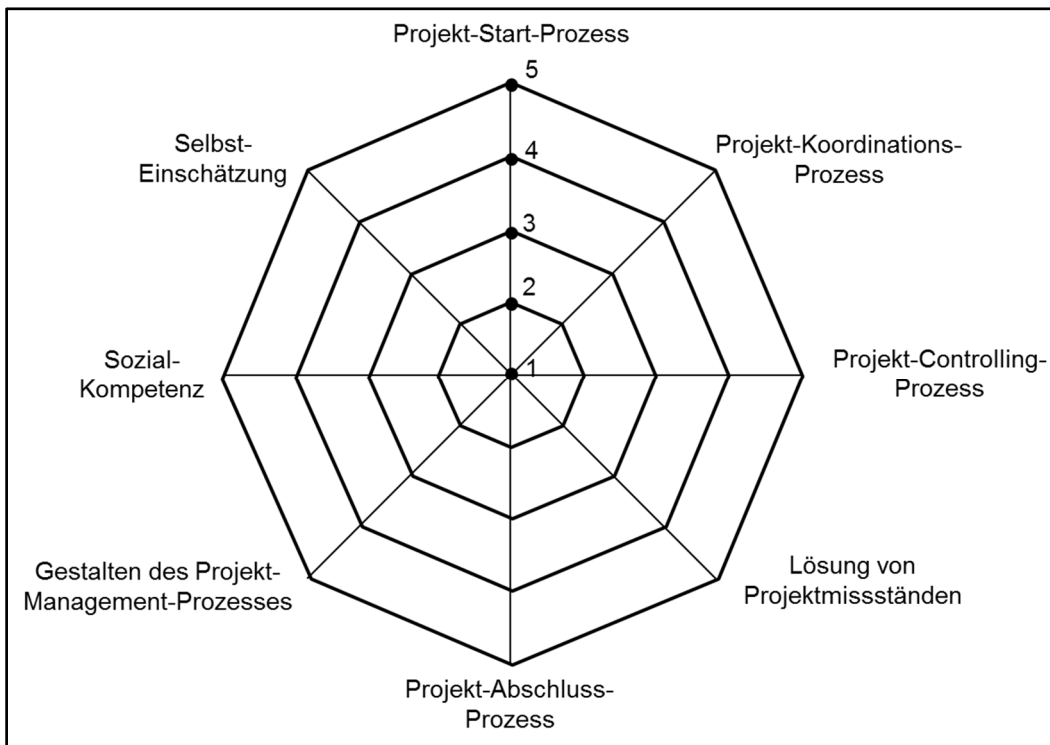 Projekt-Start-Prozess
5
Selbst-
Einschätzung
4
Projekt-Koordinations-
Prozess
3
2
Sozial-
Kompetenz
1
Projekt-Controlling-
Prozess
Gestalten des Projekt-
Management-Prozesses
Lösung von
Projektmissständen
Projekt-Abschluss-
Prozess